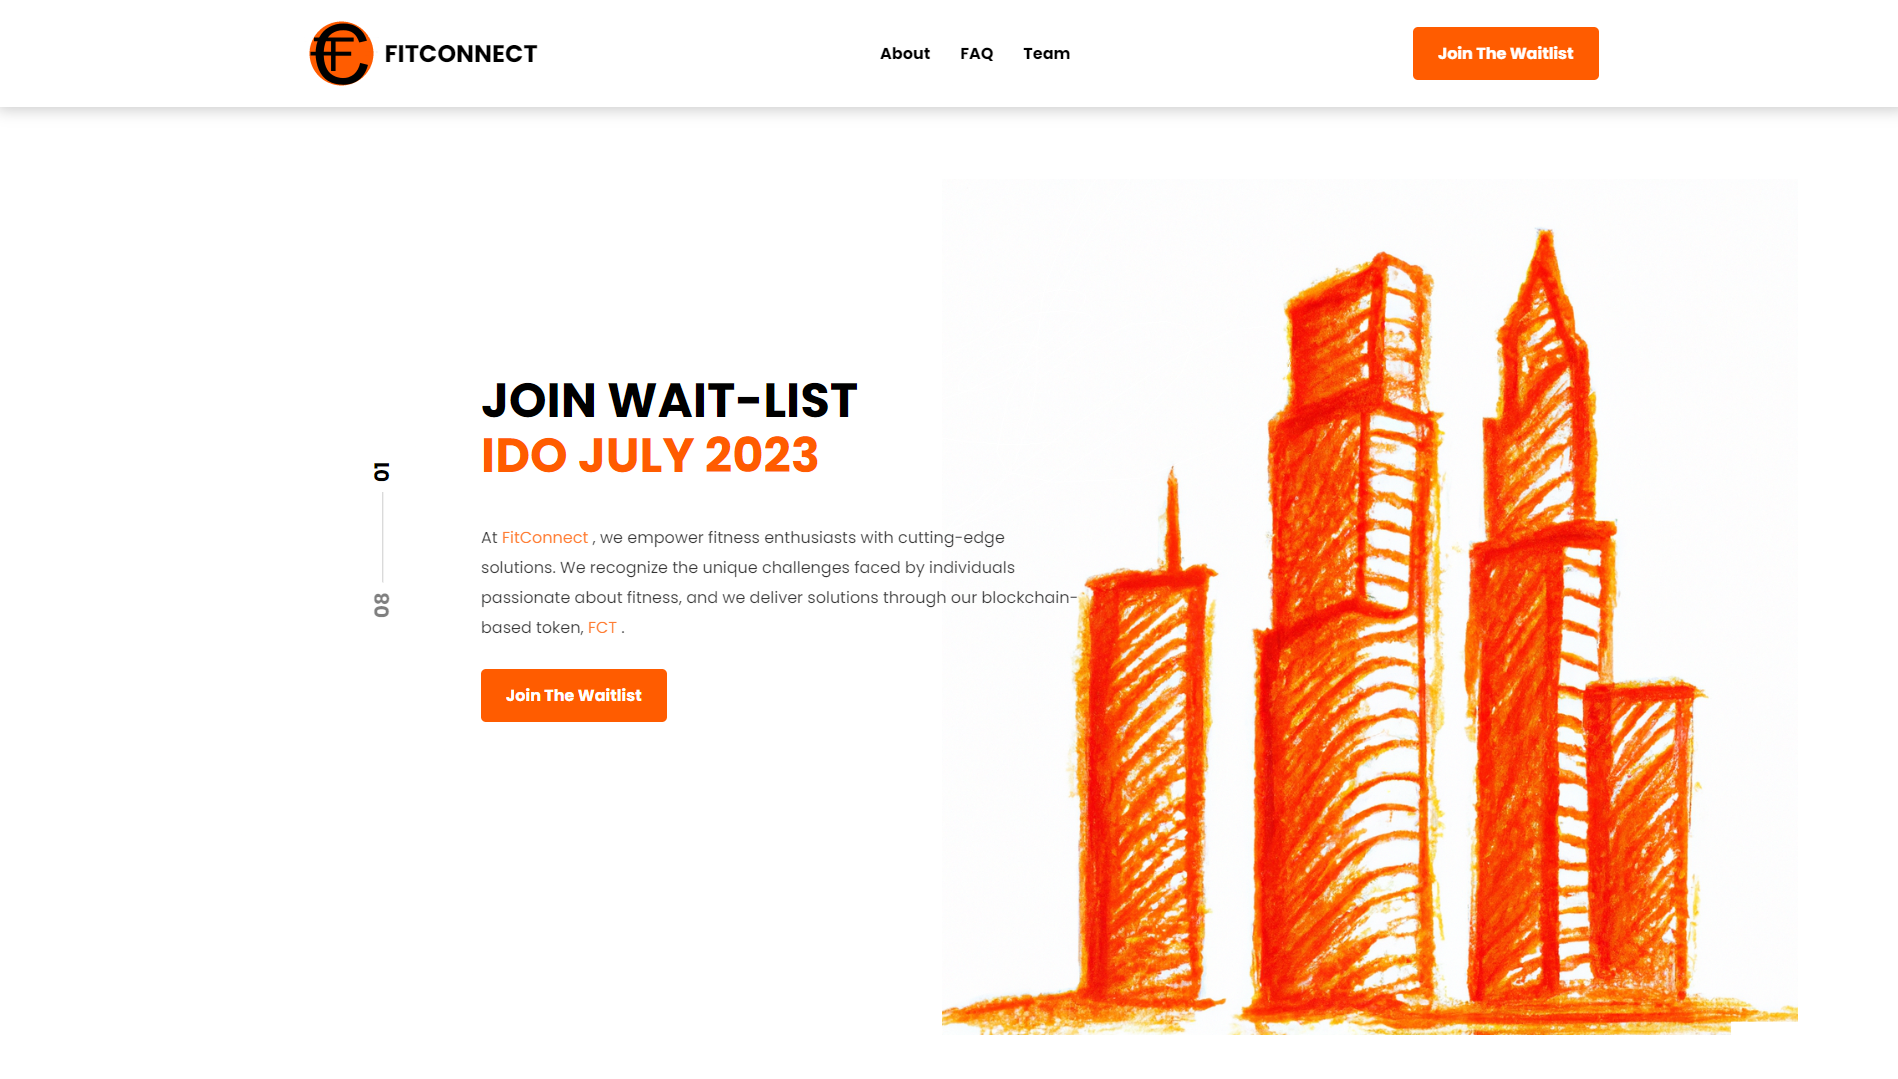 FITCONNECT
About FAQ Team
Join The Waitlist
JOIN WAIT-LIST
IDO JULY 2023
01
08
At FitConnect , we empower fitness enthusiasts with cutting-edge
solutions. We recognize the unique challenges faced by individuals
passionate about fitness, and we deliver solutions through our blockchain-
based token, FCT .
Join The Waitlist